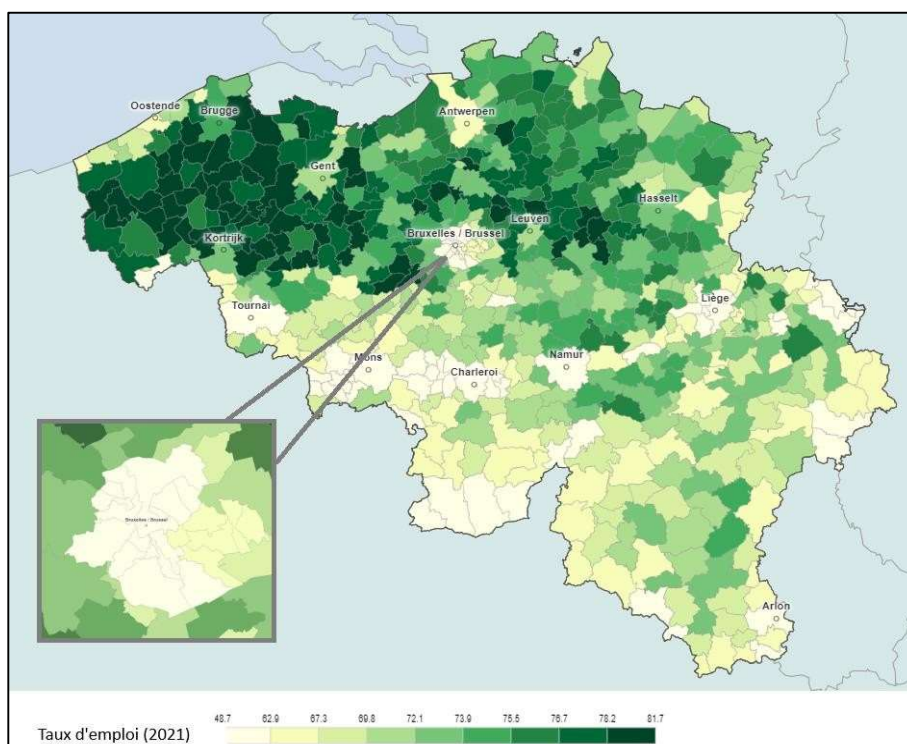 Oostende
Brugge
Antwerpen
Gent
Hasselt
Leuven
Kortrijk
Bruxelles / Brussel
Tournai
Liège
Mons
Namur
Charleroi
Bruxelles / Brussel
Arlon
48.7 62.9 67.3 69.8 72.1 73.9 75.5 76.7 78.2 81.7
Taux d'emploi (2021)